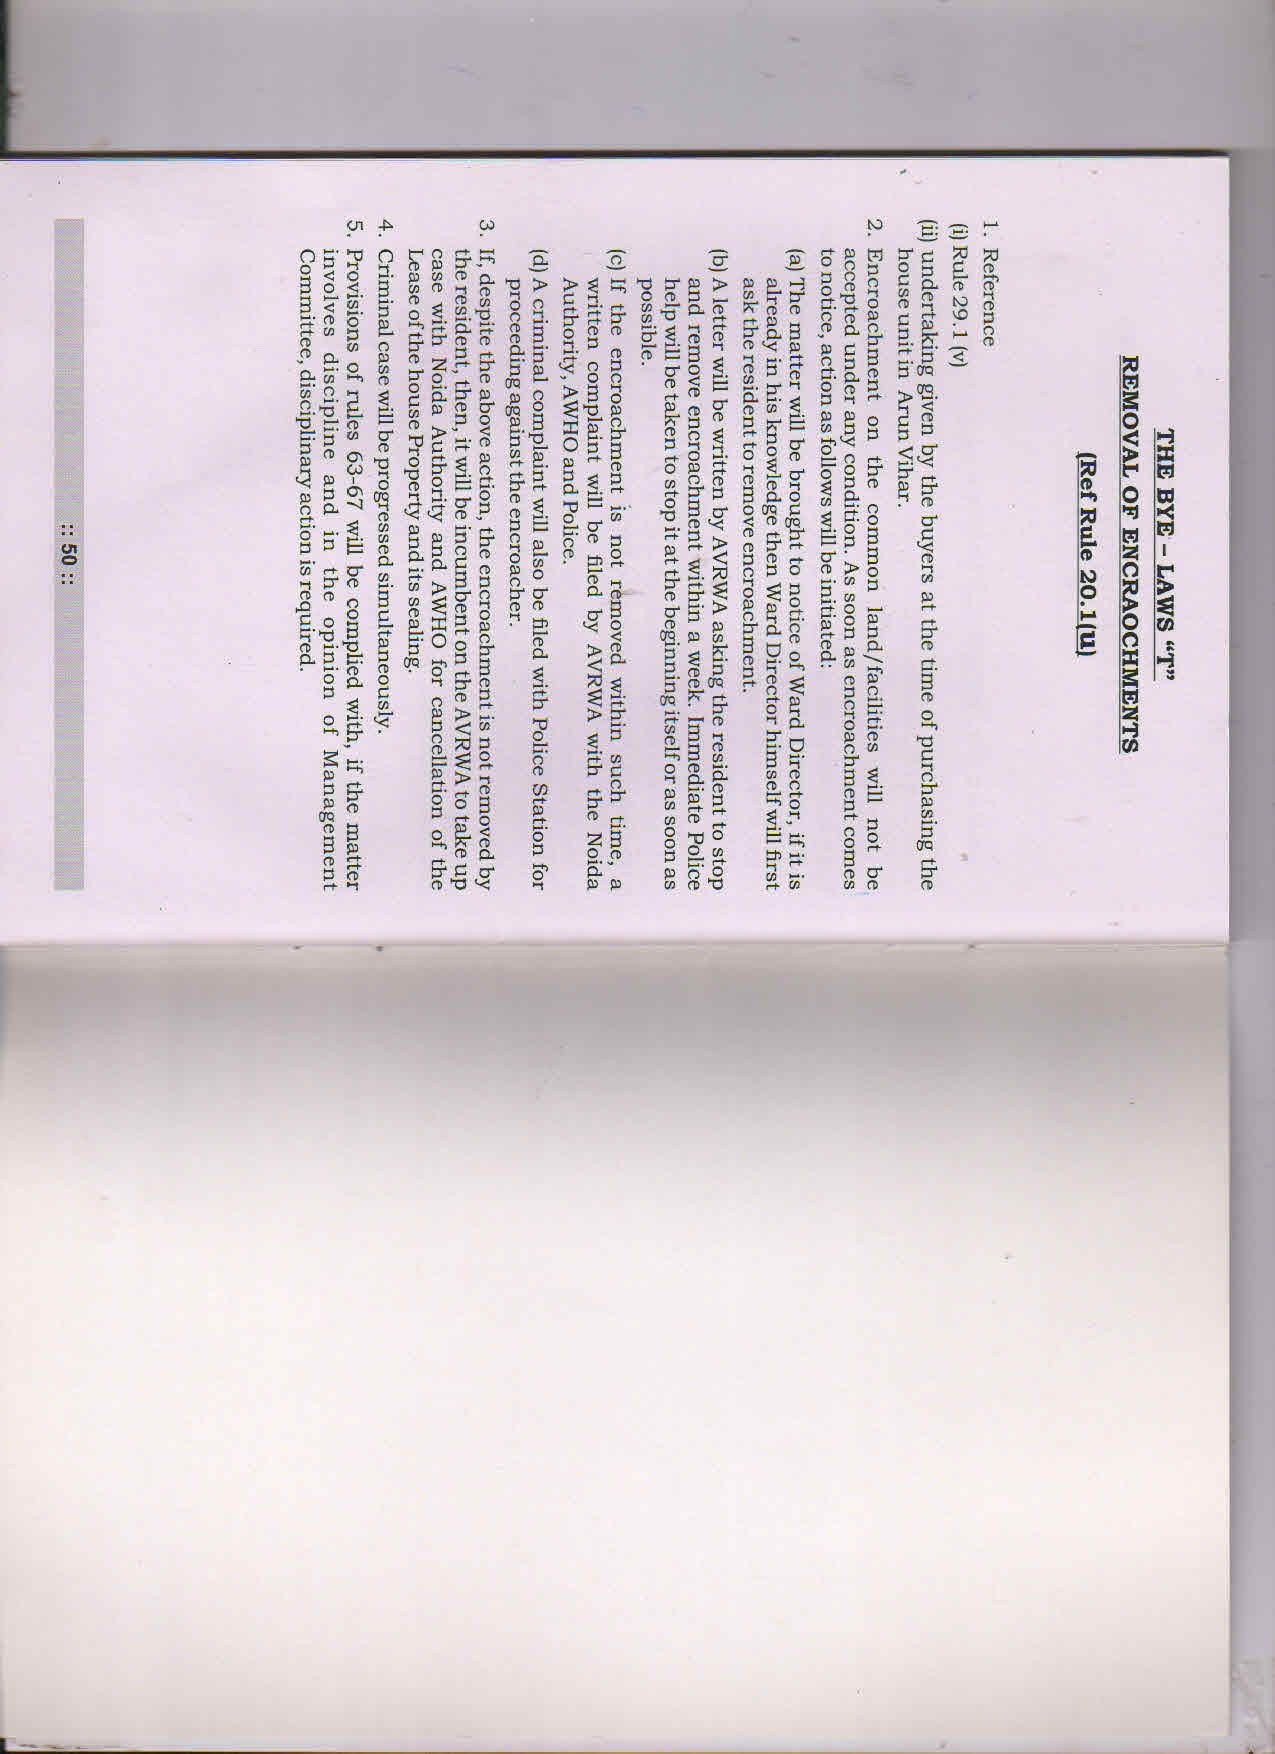 THE BYE – LAWS “T”
REMOVAL OF ENCRAOCHMENTS
(Ref Rule 20.1(u)
1. Reference
(i) Rule 29.1 (v)
(ii) undertaking given by the buyers at the time of purchasing the
house unit in Arun Vihar.
2. Encroachment on the common land/facilities will not be
accepted under any condition. As soon as encroachment comes
to notice, action as follows will be initiated:
(a) The matter will be brought to notice of Ward Director, if it is
already in his knowledge then Ward Director himself will first
ask the resident to remove encroachment.
(b) A letter will be written by AVRWA asking the resident to stop
and remove encroachment within a week. Immediate Police
help will be taken to stop it at the beginning itself or as soon as
possible.
(c) If the encroachment is not removed within such time, a
written complaint will be filed by AVRWA with the Noida
Authority, AWHO and Police.
(d) A criminal complaint will also be filed with Police Station for
proceeding against the encroacher.
3. If, despite the above action, the encroachment is not removed by
the resident, then, it will be incumbent on the AVRWA to take up
case with Noida Authority and AWHO for cancellation of the
Lease of the house Property and its sealing.
4. Criminal case will be progressed simultaneously.
5. Provisions of rules 63-67 will be complied with, if the matter
involves discipline and in the opinion of Management
Committee, disciplinary action is required.
:: 50 ::